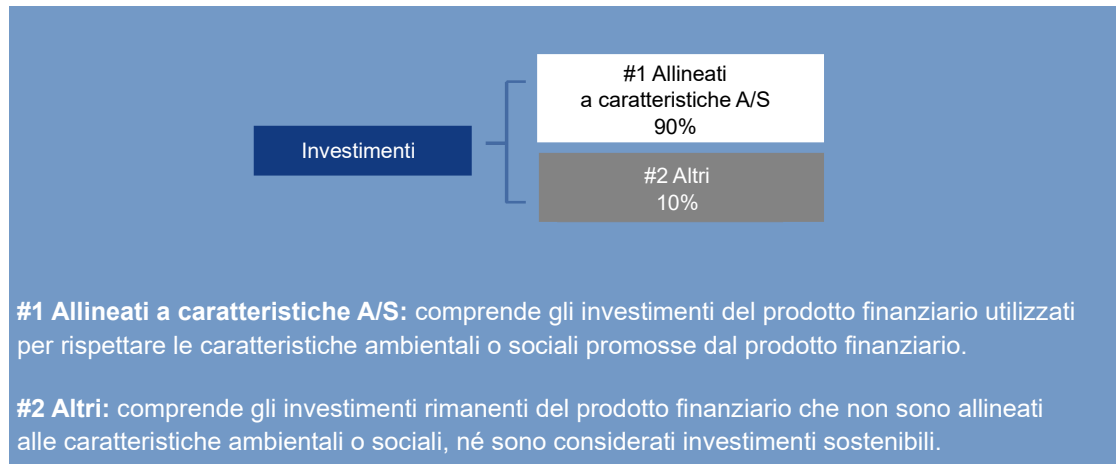 #1 Allineati
a caratteristiche A/S
90%
Investimenti
#2 Altri
10%
#1 Allineati a caratteristiche A/S: comprende gli investimenti del prodotto finanziario utilizzati
per rispettare le caratteristiche ambientali o sociali promosse dal prodotto finanziario.
#2 Altri: comprende gli investimenti rimanenti del prodotto finanziario che non sono allineati
alle caratteristiche ambientali o sociali, né sono considerati investimenti sostenibili.